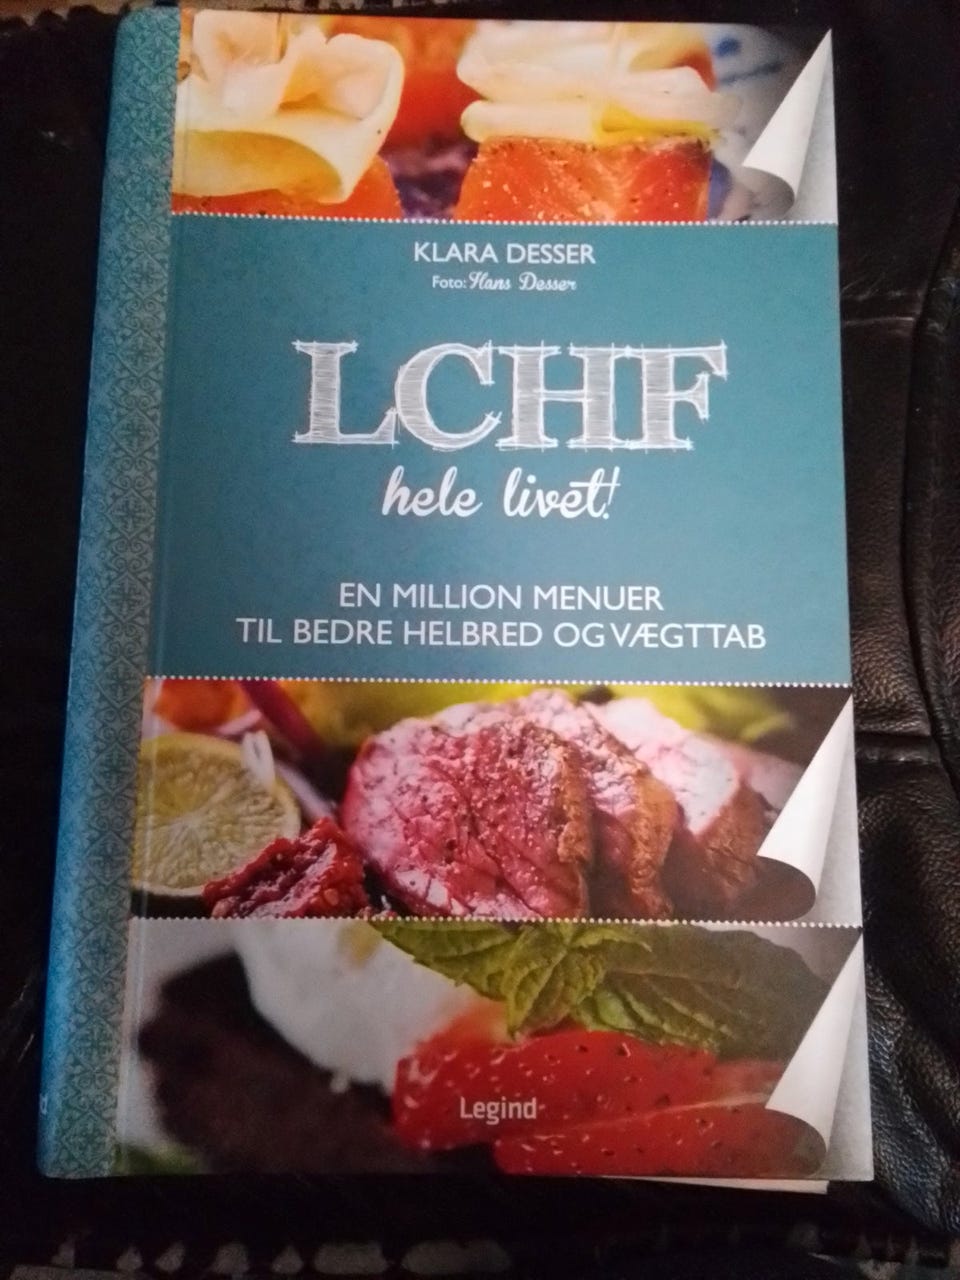 KLARA DESSER
Foto: Hans Desser
LCHF
hele livet!
EN MILLION MENUER
TIL BEDRE HELBRED OG VÆGTTAB
Legind